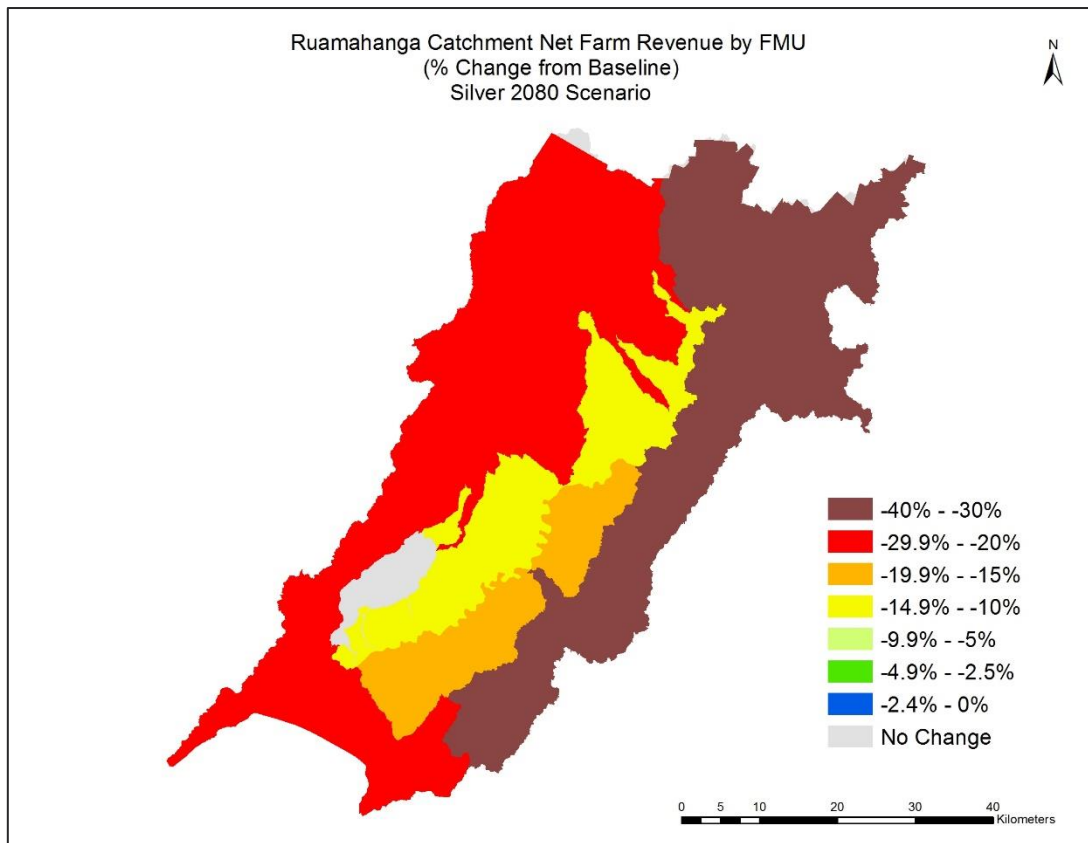 Ruamahanga Catchment Net Farm Revenue by FMU
(% Change from Baseline)
Silver 2080 Scenario
N
-40% - -30%
-29.9% - -20%
-19.9% - -15%
-14.9% - -10%
-9.9% - -5%
-4.9% - -2.5%
-2.4% - 0%
No Change
0 5 10 20 30 40
Kilometers